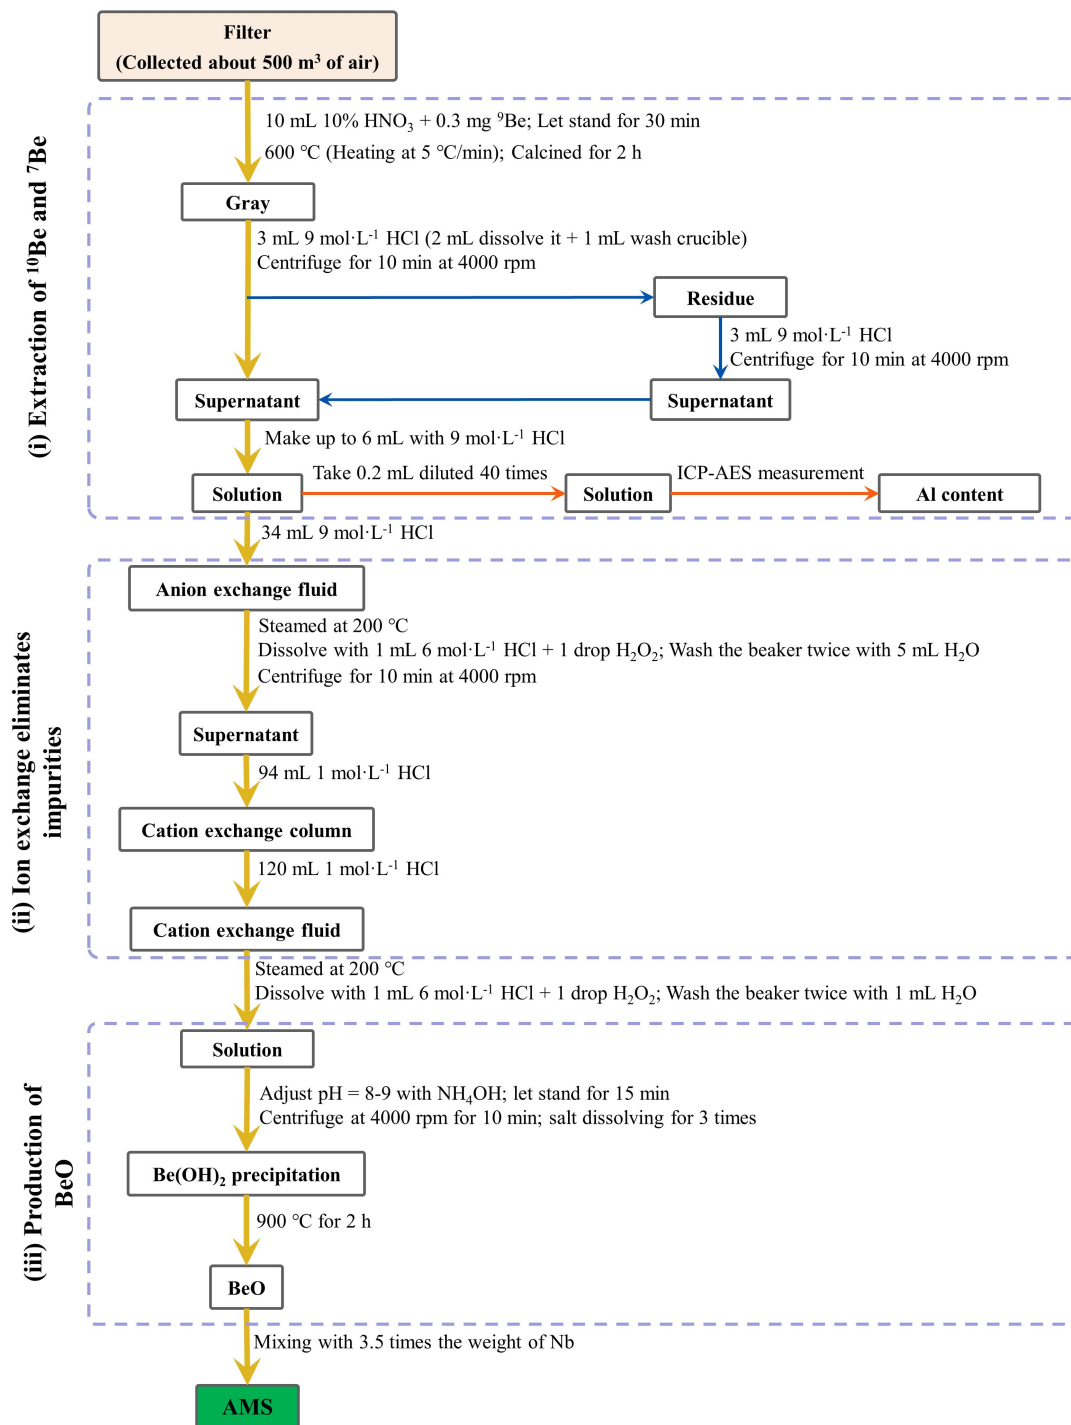 Filter
(Collected about 500 m³ of air)
(i) Extraction of ¹⁰Be and ⁷Be
10 mL 10% HNO₃ + 0.3 mg ⁹Be; Let stand for 30 min
600 ℃ (Heating at 5 ℃/min); Calcined for 2 h
Gray
3 mL 9 mol·L⁻¹ HCl (2 mL dissolve it + 1 mL wash crucible)
Centrifuge for 10 min at 4000 rpm
Residue
3 mL 9 mol·L⁻¹ HCl
Centrifuge for 10 min at 4000 rpm
Supernatant
Supernatant
Make up to 6 mL with 9 mol·L⁻¹ HCl
Solution
Take 0.2 mL diluted 40 times
Solution
ICP-AES measurement
Al content
34 mL 9 mol·L⁻¹ HCl
(ii) Ion exchange eliminates
impurities
Anion exchange fluid
Steamed at 200 ℃
Dissolve with 1 mL 6 mol·L⁻¹ HCl + 1 drop H₂O₂; Wash the beaker twice with 5 mL H₂O
Centrifuge for 10 min at 4000 rpm
Supernatant
94 mL 1 mol·L⁻¹ HCl
Cation exchange column
120 mL 1 mol·L⁻¹ HCl
Cation exchange fluid
Steamed at 200 ℃
Dissolve with 1 mL 6 mol·L⁻¹ HCl + 1 drop H₂O₂; Wash the beaker twice with 1 mL H₂O
(iii) Production of
BeO
Solution
Adjust pH = 8-9 with NH₄OH; let stand for 15 min
Centrifuge at 4000 rpm for 10 min; salt dissolving for 3 times
Be(OH)₂ precipitation
900 ℃ for 2 h
BeO
Mixing with 3.5 times the weight of Nb
AMS